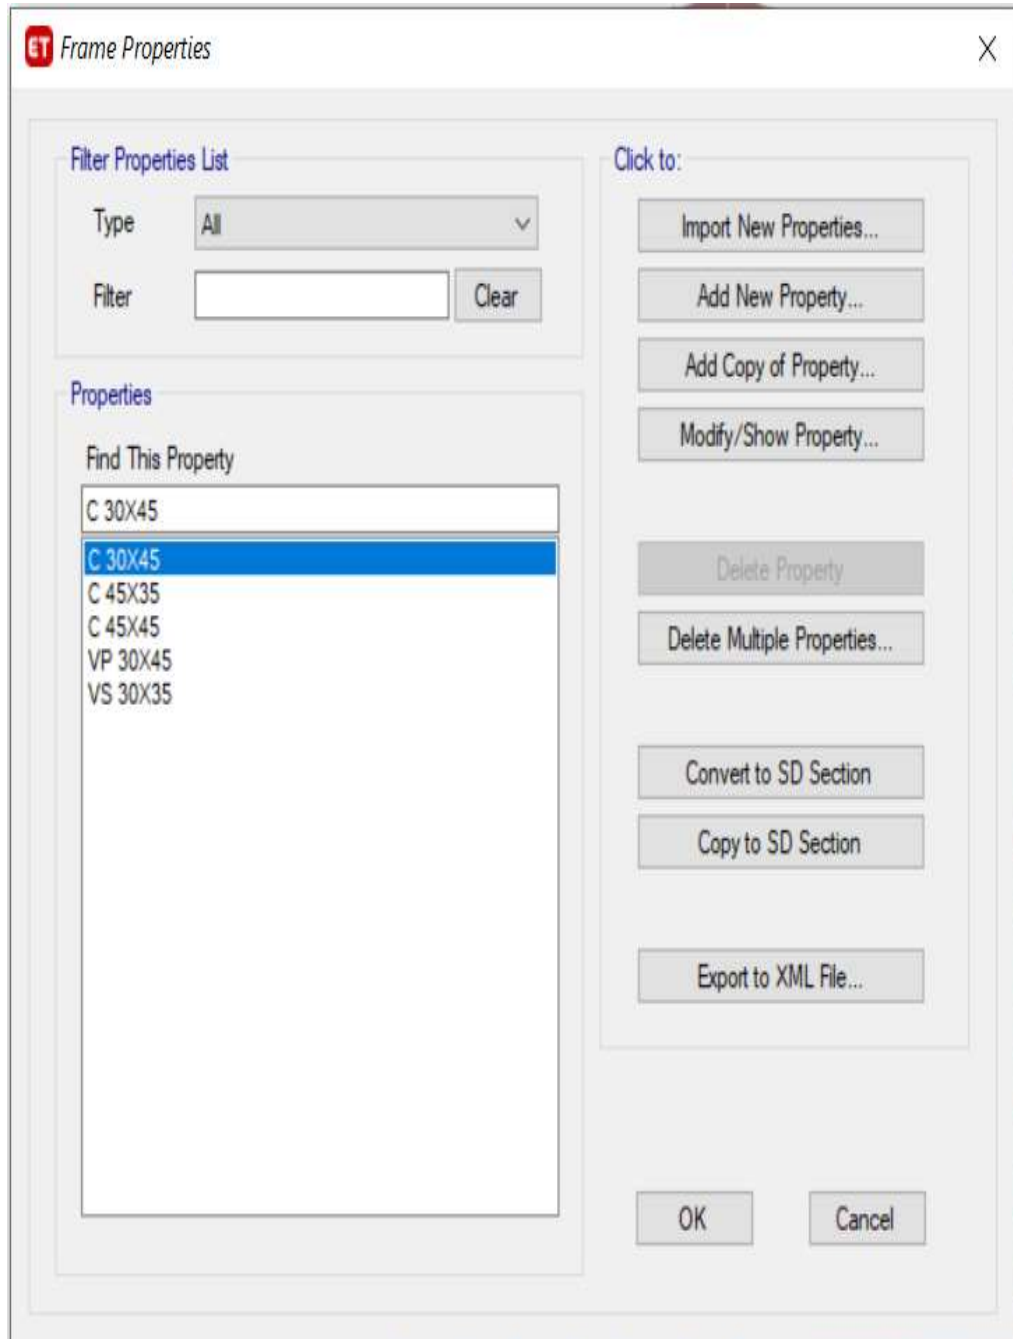 ET Frame Properties X
Filter Properties List
Type All
Filter Clear
Properties
Find This Property
C 30X45
C 30X45
C 45X35
C 45X45
VP 30X45
VS 30X35
Click to:
Import New Properties...
Add New Property...
Add Copy of Property...
Modify/Show Property...
Delete Property
Delete Multiple Properties...
Convert to SD Section
Copy to SD Section
Export to XML File...
OK Cancel